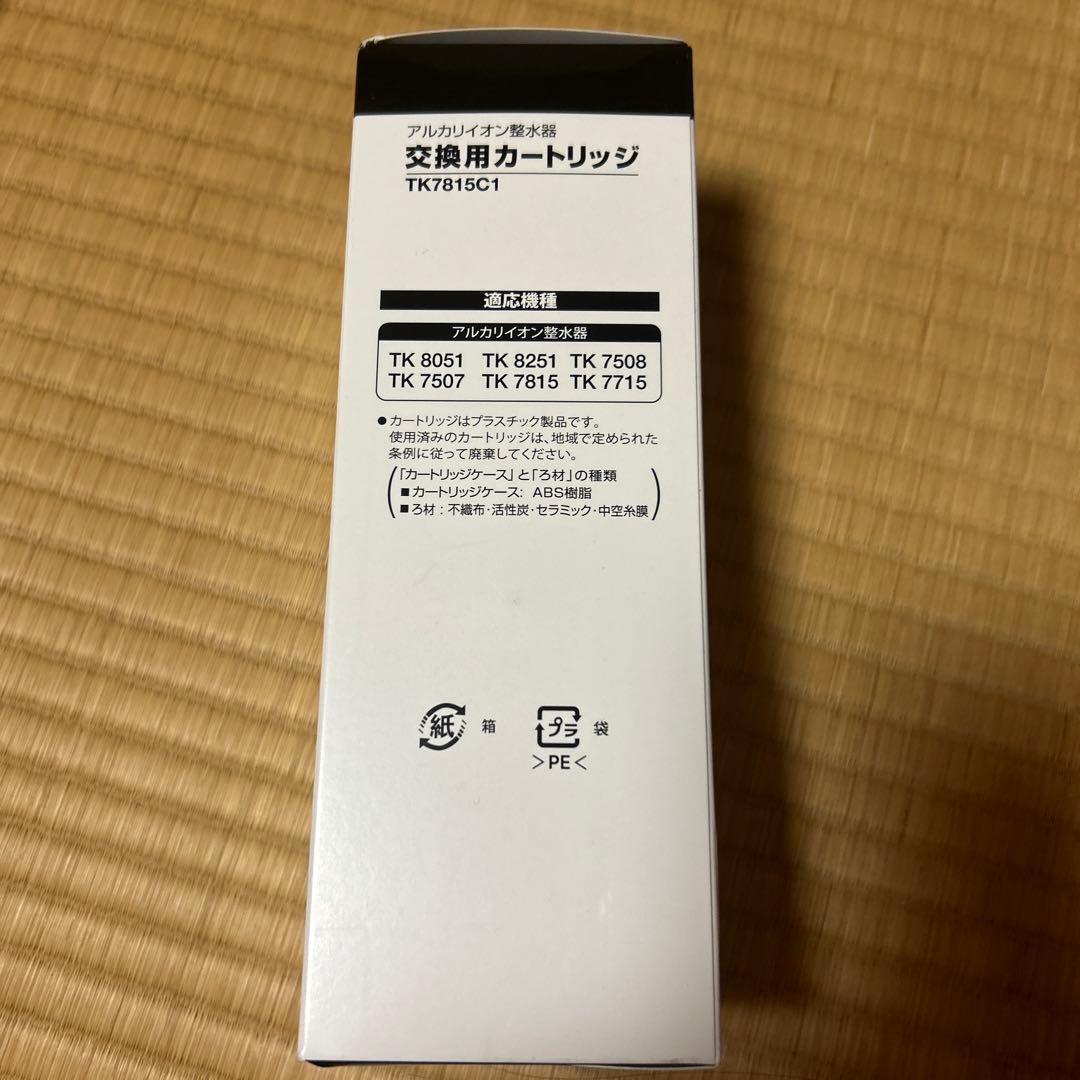 アルカリイオン整水器
交換用カートリッジ
TK7815C1
適応機種
アルカリイオン整水器
TK 8051 TK 8251 TK 7508
TK 7507 TK 7815 TK 7715
● カートリッジはプラスチック製品です。
使用済みのカートリッジは、地域で定められた
条例に従って廃棄してください。
「カートリッジケース」と「ろ材」の種類
■ カートリッジケース: ABS樹脂
■ ろ材:不織布・活性炭・セラミック・中空糸膜
紙 箱 プラ 袋
>PE<